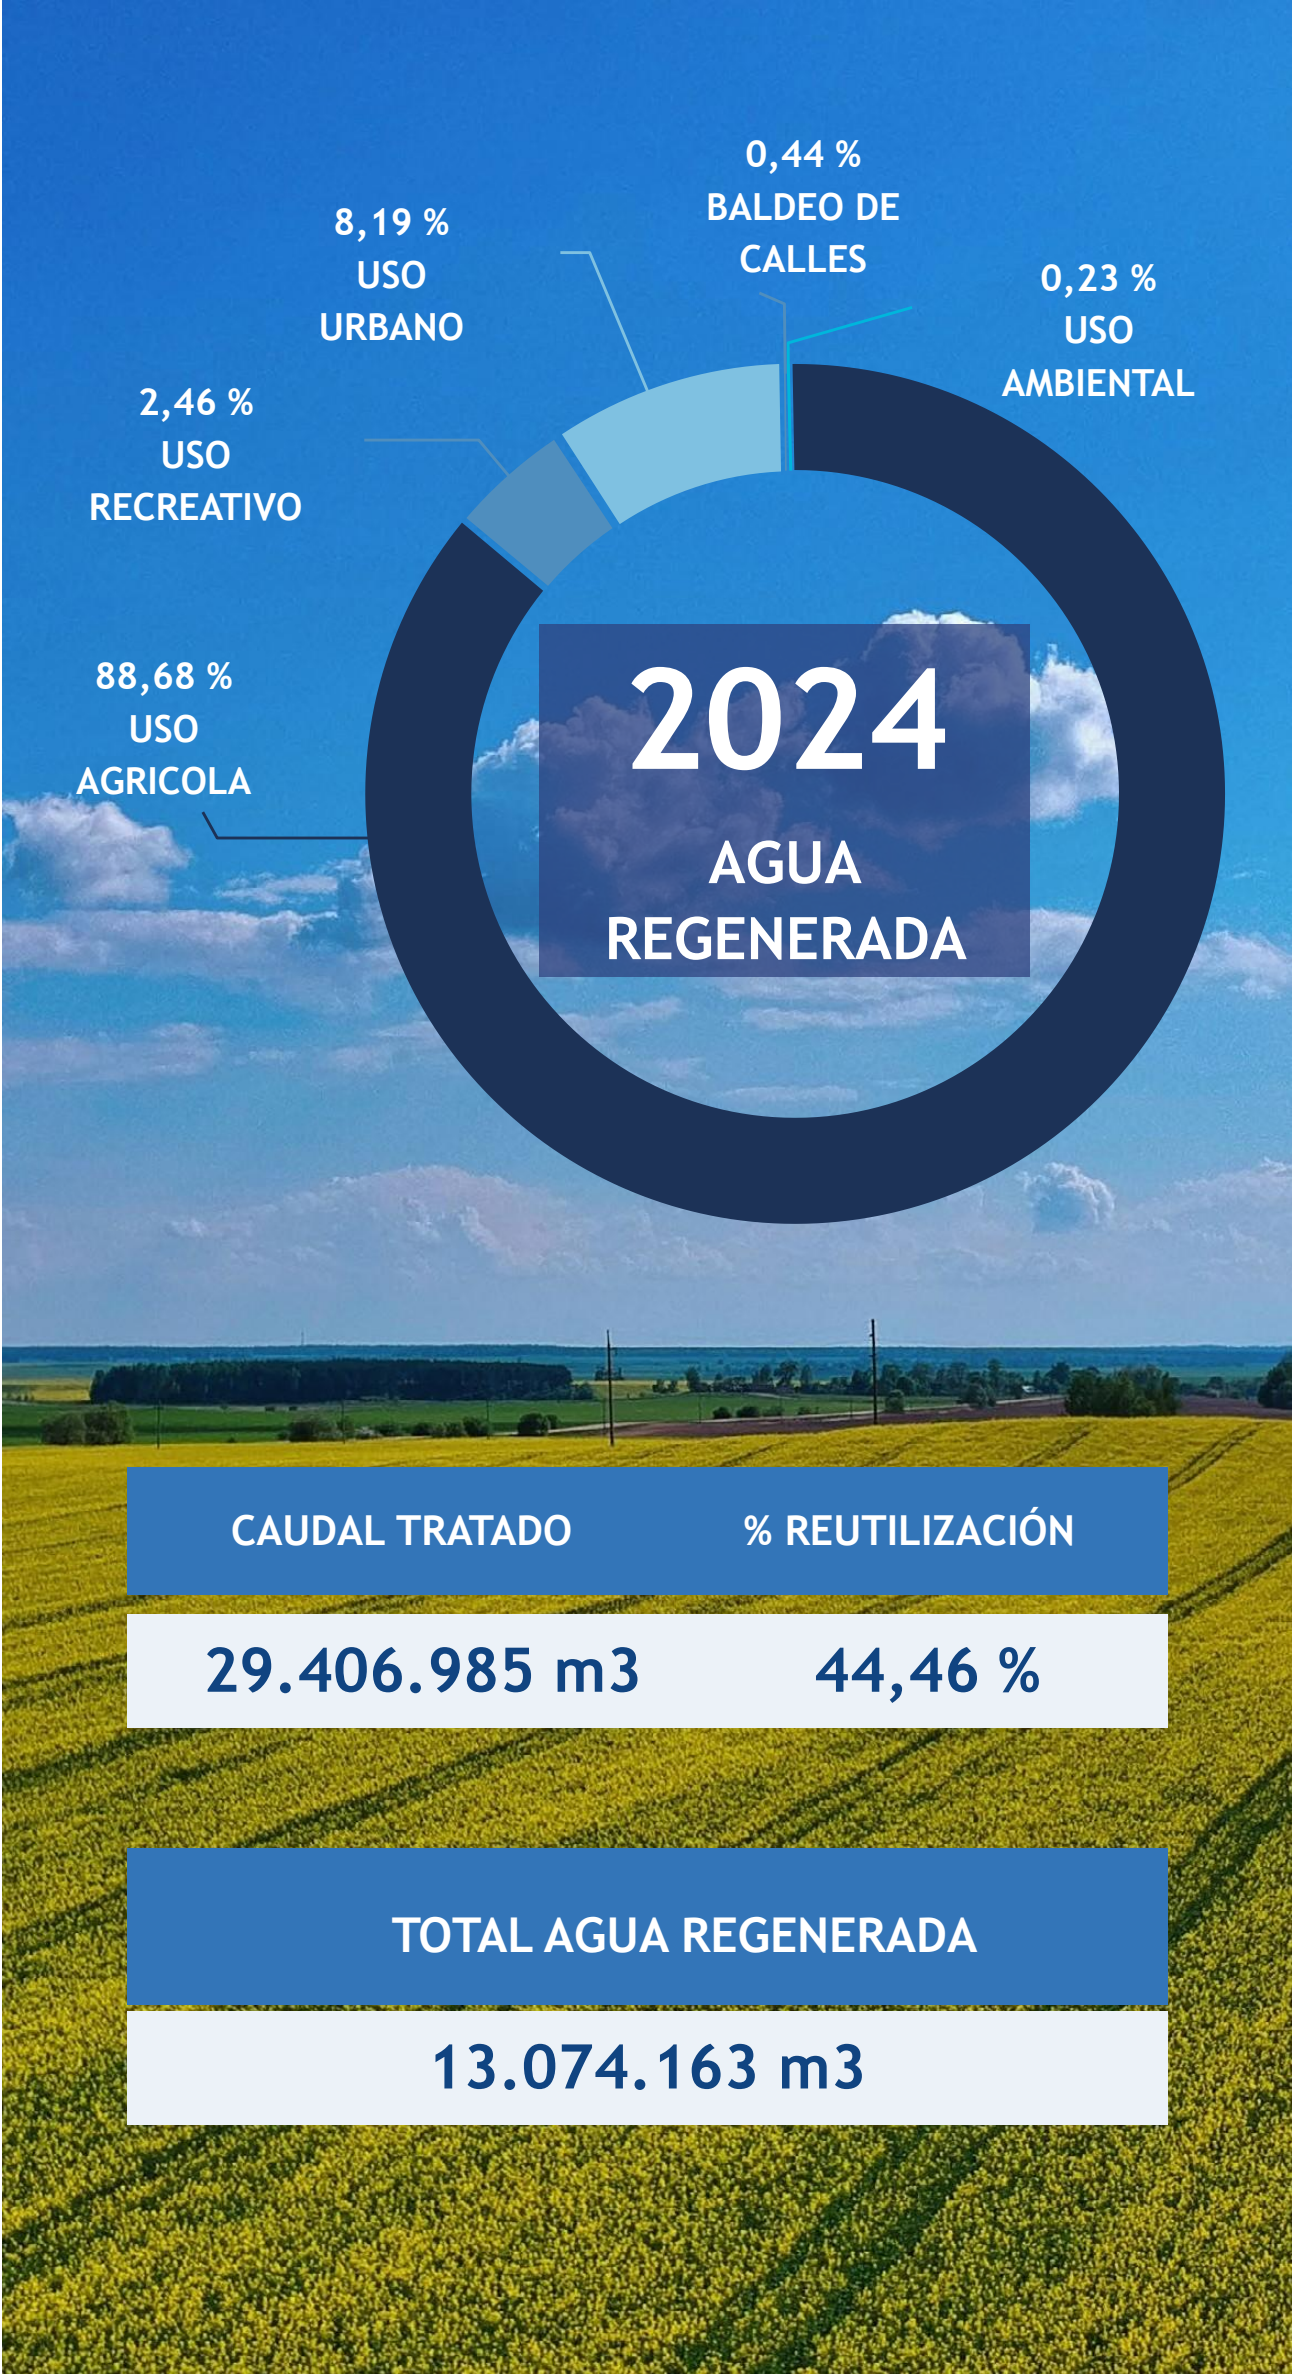 0,44 %
BALDEO DE
CALLES
8,19 %
USO
URBANO
0,23 %
USO
AMBIENTAL
2,46 %
USO
RECREATIVO
88,68 %
USO
AGRICOLA
2024
AGUA
REGENERADA
CAUDAL TRATADO % REUTILIZACIÓN
29.406.985 m3 44,46 %
TOTAL AGUA REGENERADA
13.074.163 m3